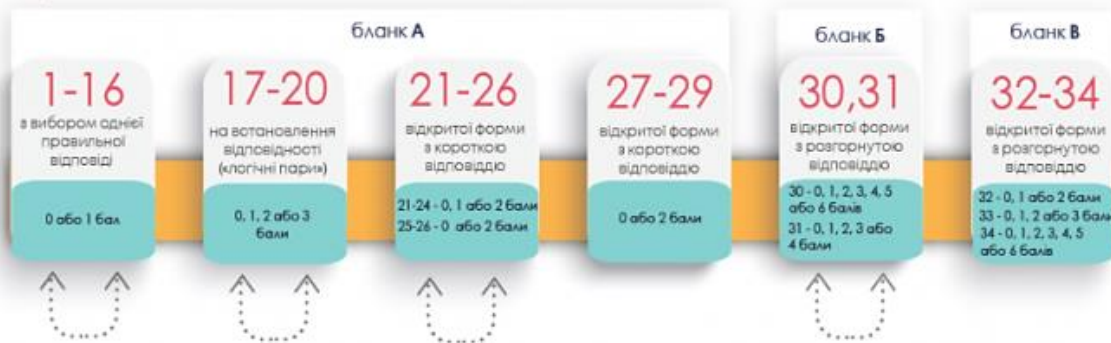 бланк А
бланк Б
бланк В
1-16
з вибором однієї
правильної
відповіді
0 або 1 бал
17-20
на встановлення
відповідності
(«логічні пари»)
0, 1, 2 або 3
бали
21-26
відкритої форми
з короткою
відповіддю
21-24 - 0, 1 або 2 бали
25-26 - 0 або 2 бали
27-29
відкритої форми
з короткою
відповіддю
0 або 2 бали
30,31
відкритої форми
з розгорнутою
відповіддю
30 - 0, 1, 2, 3, 4, 5
або 6 балів
31 - 0, 1, 2, 3 або
4 бали
32-34
відкритої форми
з розгорнутою
відповіддю
32 - 0, 1 або 2 бали
33 - 0, 1, 2 або 3 бали
34 - 0, 1, 2, 3, 4, 5
або 6 балів